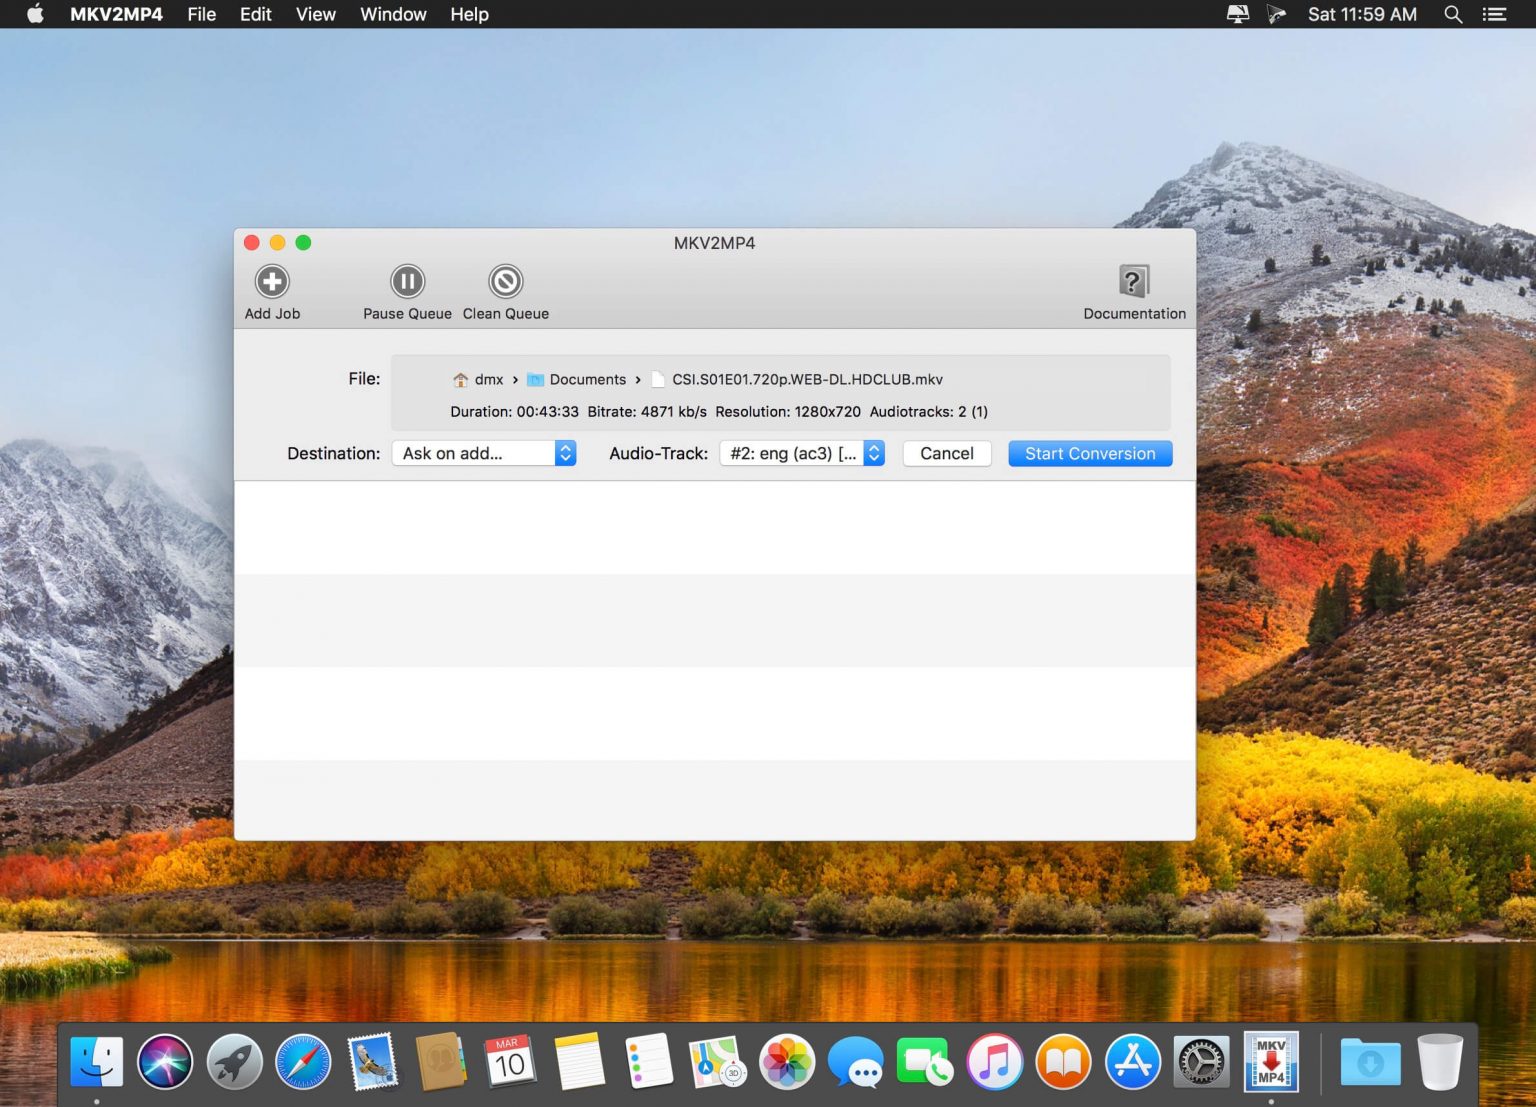 MKV2MP4 File Edit View Window Help Sat 11:59 AM
MKV2MP4
Add Job Pause Queue Clean Queue Documentation
File: dmx › Documents › CSI.S01E01.720p.WEB-DL.HDCLUB.mkv
Duration: 00:43:33 Bitrate: 4871 kb/s Resolution: 1280x720 Audiotracks: 2 (1)
Destination: Ask on add... Audio-Track: #2: eng (ac3) [... Cancel Start Conversion
MAR
10
3D
MKV
MP4